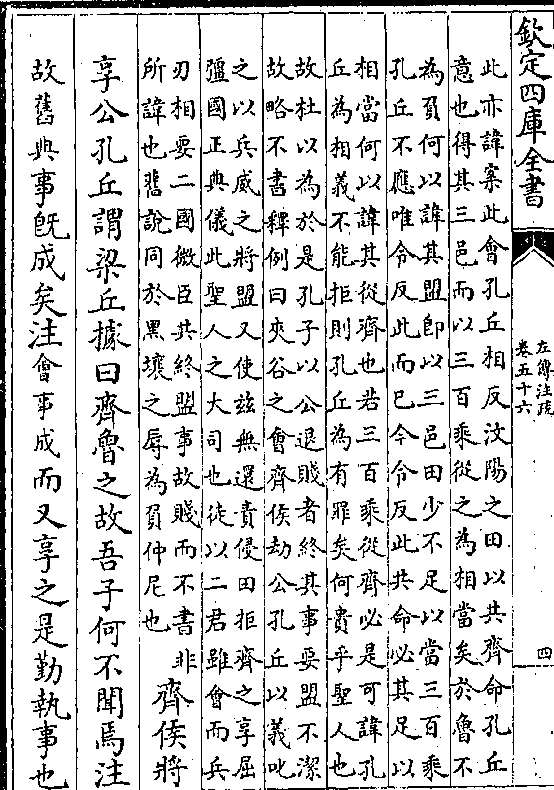 欽定四庫全書
左傳注疏
卷五十六
四
此亦諱案此會孔丘相反汶陽之田以共齊命孔丘
意也得其三邑而以三百乘從之為相當矣於魯不
為負何以諱其盟即以三邑田少不足以當三百乘
孔丘不應唯令反此而已今令反此共命必其足以
相當何以諱其從齊也若三百乘從齊必是可諱孔
丘為相義不能拒則孔丘為有罪矣何貴乎聖人也
故杜以為於是孔子以公退賤者終其事要盟不潔
故略不書釋例曰夾谷之會齊侯劫公孔丘以義叱
之以兵威之將盟又使茲無還責侵田拒齊之享屈
彊國正典儀此聖人之大司也徒以二君雖會而兵
刃相要二國微臣共終盟事故賤而不書非
所諱也舊說同於黑壤之辱為負仲尼也
齊侯將
享公孔丘謂梁丘據曰齊魯之故吾子何不聞焉注
故舊典事既成矣注會事成而又享之是勤執事也